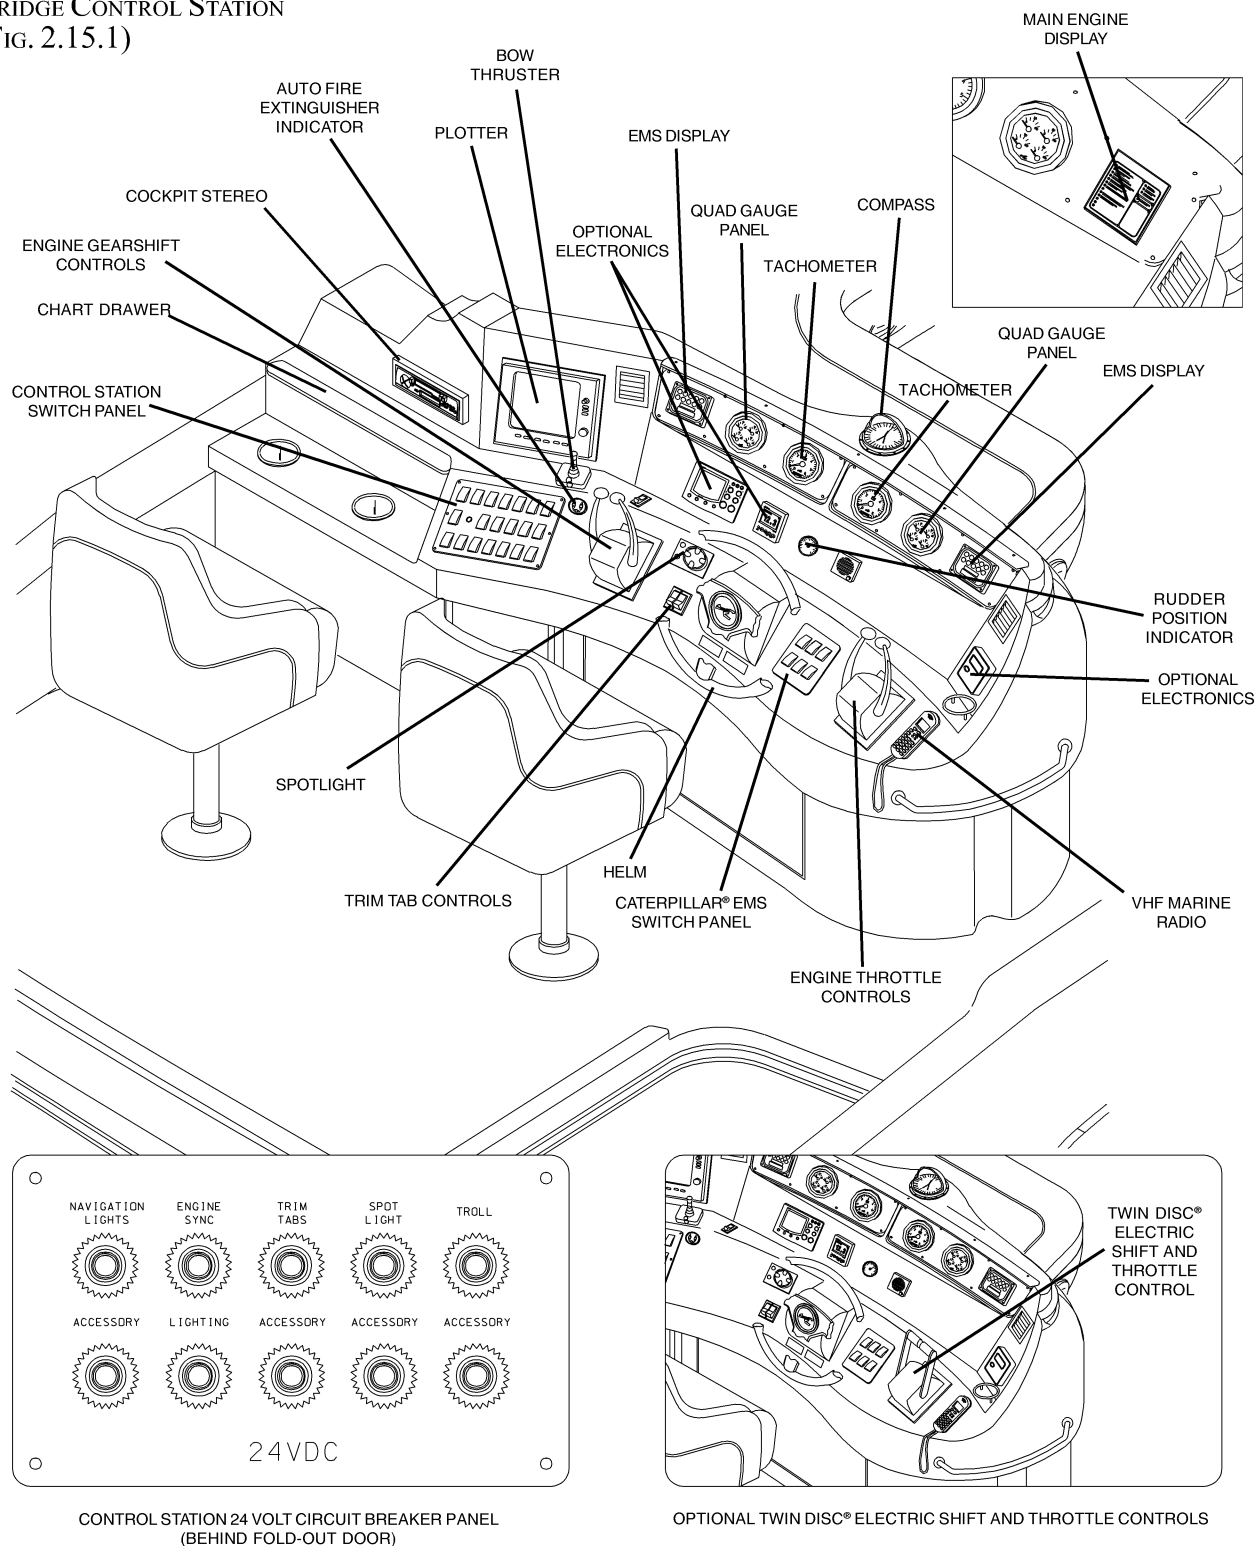 RIDGE CONTROL STATION
IG. 2.15.1)
MAIN ENGINE
DISPLAY
BOW
THRUSTER
AUTO FIRE
EXTINGUISHER
INDICATOR
PLOTTER
EMS DISPLAY
COCKPIT STEREO
QUAD GAUGE
PANEL
COMPASS
ENGINE GEARSHIFT
CONTROLS
OPTIONAL
ELECTRONICS
TACHOMETER
CHART DRAWER
QUAD GAUGE
PANEL
EMS DISPLAY
CONTROL STATION
SWITCH PANEL
TACHOMETER
RUDDER
POSITION
INDICATOR
OPTIONAL
ELECTRONICS
SPOTLIGHT
HELM
TRIM TAB CONTROLS
CATERPILLAR® EMS
SWITCH PANEL
VHF MARINE
RADIO
ENGINE THROTTLE
CONTROLS
NAVIGATION
LIGHTS
ENGINE
SYNC
TRIM
TABS
SPOT
LIGHT
TROLL
ACCESSORY
LIGHTING
ACCESSORY
ACCESSORY
ACCESSORY
24VDC
TWIN DISC®
ELECTRIC
SHIFT AND
THROTTLE
CONTROL
CONTROL STATION 24 VOLT CIRCUIT BREAKER PANEL
(BEHIND FOLD-OUT DOOR)
OPTIONAL TWIN DISC® ELECTRIC SHIFT AND THROTTLE CONTROLS